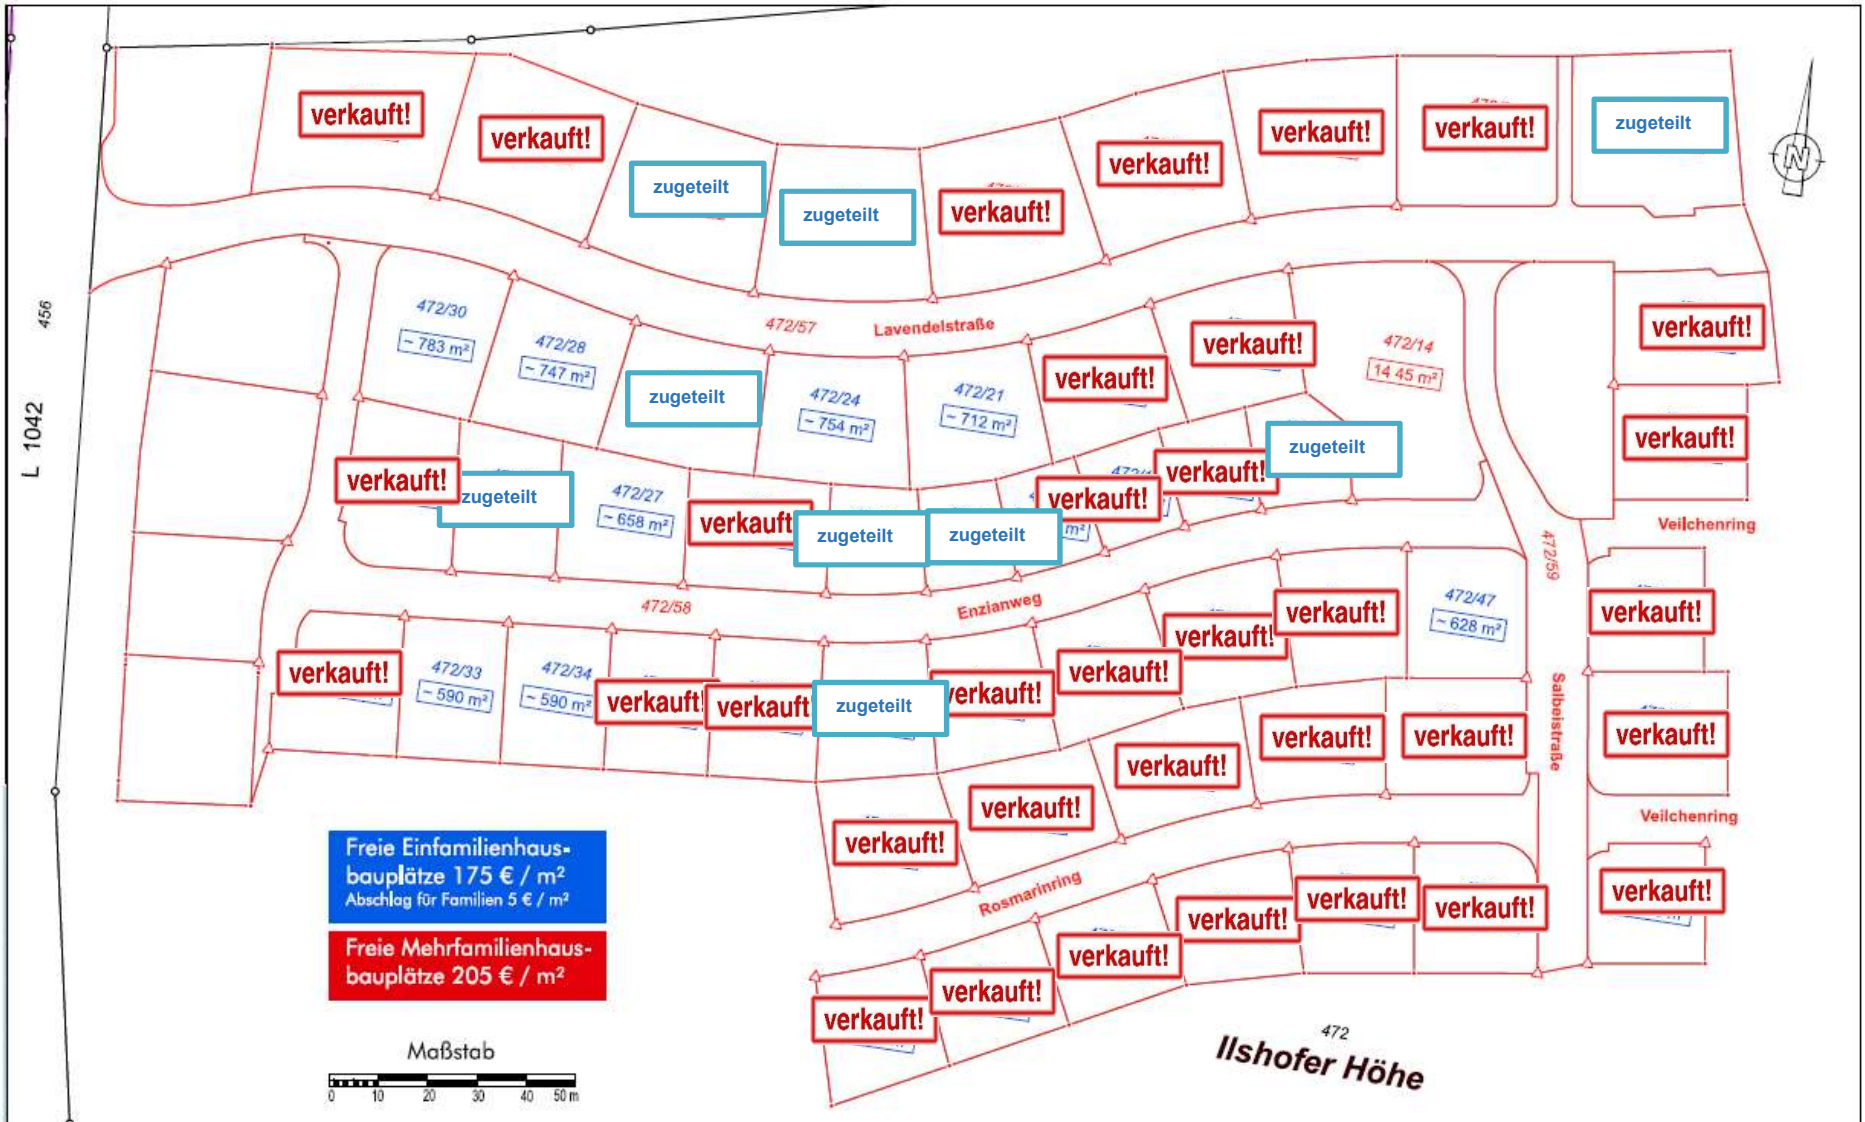 verkauft!
verkauft!
zugeteilt
zugeteilt
verkauft!
verkauft!
verkauft!
verkauft!
zugeteilt
N
456
L 1042
472/30
~ 783 m²
472/28
~ 747 m²
zugeteilt
472/57
Lavendelstraße
472/24
~ 754 m²
472/21
~ 712 m²
verkauft!
verkauft!
472/14
14 45 m²
verkauft!
verkauft!
verkauft!
zugeteilt
472/27
~ 658 m²
verkauft
zugeteilt
zugeteilt
verkauft!
m²
verkauft!
zugeteilt
Veilchenring
472/59
472/58
Enzianweg
verkauft!
472/33
~ 590 m²
472/34
~ 590 m²
verkauft!
verkauft
zugeteilt
verkauft!
verkauft!
verkauft!
verkauft!
472/47
~ 628 m²
verkauft!
Salbeistraße
verkauft!
verkauft!
verkauft!
verkauft!
verkauft!
verkauft!
Veilchenring
Rosmarinring
verkauft!
verkauft!
verkauft!
verkauft!
verkauft!
verkauft!
verkauft!
Freie Einfamilienhaus-
bauplätze 175 € / m²
Abschlag für Familien 5 € / m²
Freie Mehrfamilienhaus-
bauplätze 205 € / m²
Maßstab
0 10 20 30 40 50 m
472
Ilshofer Höhe